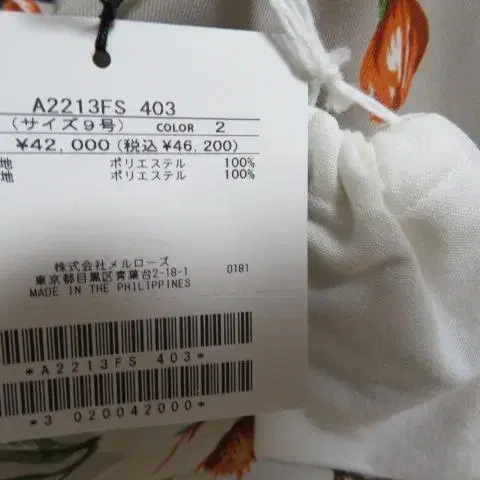 A2213FS 403
(サイズ9号) COLOR 2
¥42,000(税込¥46,200)
地 ポリエステル 100%
地 ポリエステル 100%
株式会社メルローズ
東京都目黒区青葉台2-18-1 0181
MADE IN THE PHILIPPINES
*A2213FS 403*
*3 020042000*